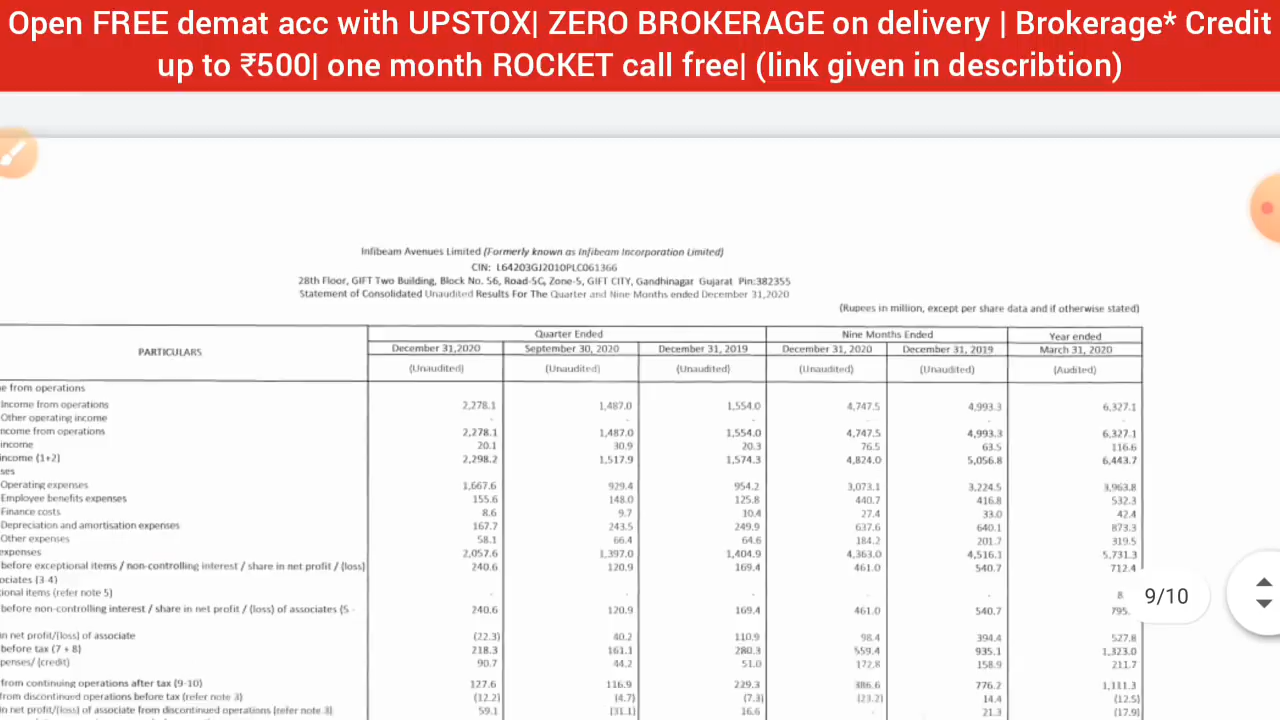 Open FREE demat acc with UPSTOX| ZERO BROKERAGE on delivery | Brokerage* Credit
up to ₹500| one month ROCKET call free| (link given in describtion)
Infibeam Avenues Limited (Formerly known as Infibeam Incorporation Limited)
CIN: L64203GJ2010PLC061366
28th Floor, GIFT Two Building, Block No. 56, Road-5C, Zone-5, GIFT CITY, Gandhinagar Gujarat Pin:382355
Statement of Consolidated Unaudited Results For The Quarter and Nine Months ended December 31,2020
(Rupees in million, except per share data and if otherwise stated)
PARTICULARS Quarter Ended Nine Months Ended Year ended
December 31,2020 September 30, 2020 December 31, 2019 December 31, 2020 December 31, 2019 March 31, 2020
(Unaudited) (Unaudited) (Unaudited) (Unaudited) (Unaudited) (Audited)
e from operations
Income from operations 2,278.1 1,487.0 1,554.0 4,747.5 4,993.3 6,327.1
Other operating income - - - - - -
ncome from operations 2,278.1 1,487.0 1,554.0 4,747.5 4,993.3 6,327.1
income 20.1 30.9 20.3 76.5 63.5 116.6
income (1+2) 2,298.2 1,517.9 1,574.3 4,824.0 5,056.8 6,443.7
ses
Operating expenses 1,667.6 929.4 954.2 3,073.1 3,224.5 3,963.8
Employee benefits expenses 155.6 148.0 125.8 440.7 416.8 532.3
Finance costs 8.6 9.7 10.4 27.4 33.0 42.4
Depreciation and amortisation expenses 167.7 243.5 249.9 637.6 640.1 873.3
Other expenses 58.1 66.4 64.6 184.2 201.7 319.5
expenses 2,057.6 1,397.0 1,404.9 4,363.0 4,516.1 5,731.3
before exceptional items / non-controlling interest / share in net profit / (loss) 240.6 120.9 169.4 461.0 540.7 712.4
ociates (3-4)
ional items (refer note 5) - - - - - 8
before non-controlling interest / share in net profit / (loss) of associates (5 - 240.6 120.9 169.4 461.0 540.7 795.
9/10
in net profit/(loss) of associate (22.3) 40.2 110.9 98.4 394.4 527.8
before tax (7 + 8) 218.3 161.1 280.3 559.4 935.1 1,323.0
penses/ (credit) 90.7 44.2 51.0 172.8 158.9 211.7
from continuing operations after tax (9-10) 127.6 116.9 229.3 386.6 776.2 1,111.3
from discontinued operations before tax (refer note 3) (12.2) (4.7) (7.3) (23.2) 14.4 (12.5)
in net profit/(loss) of associate from discontinued operations (refer note 3) 59.1 (31.1) 16.6 - 21.3 (17.9)